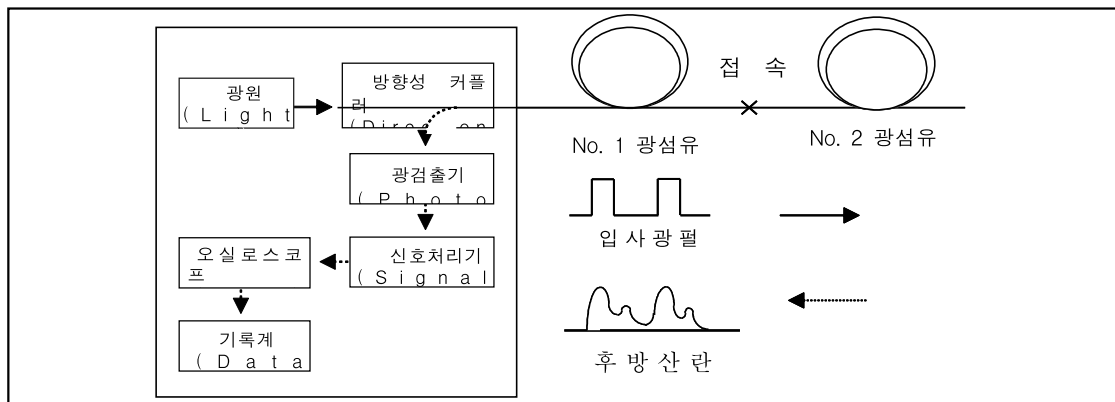 광원
(Light
방향성 커플
러
(Direc on
광검출기
(Photo
신호처리기
(Signal
오실로스코
프
기록계
(Data
접 속
No. 1 광섬유
No. 2 광섬유
입사광펄
후방산란